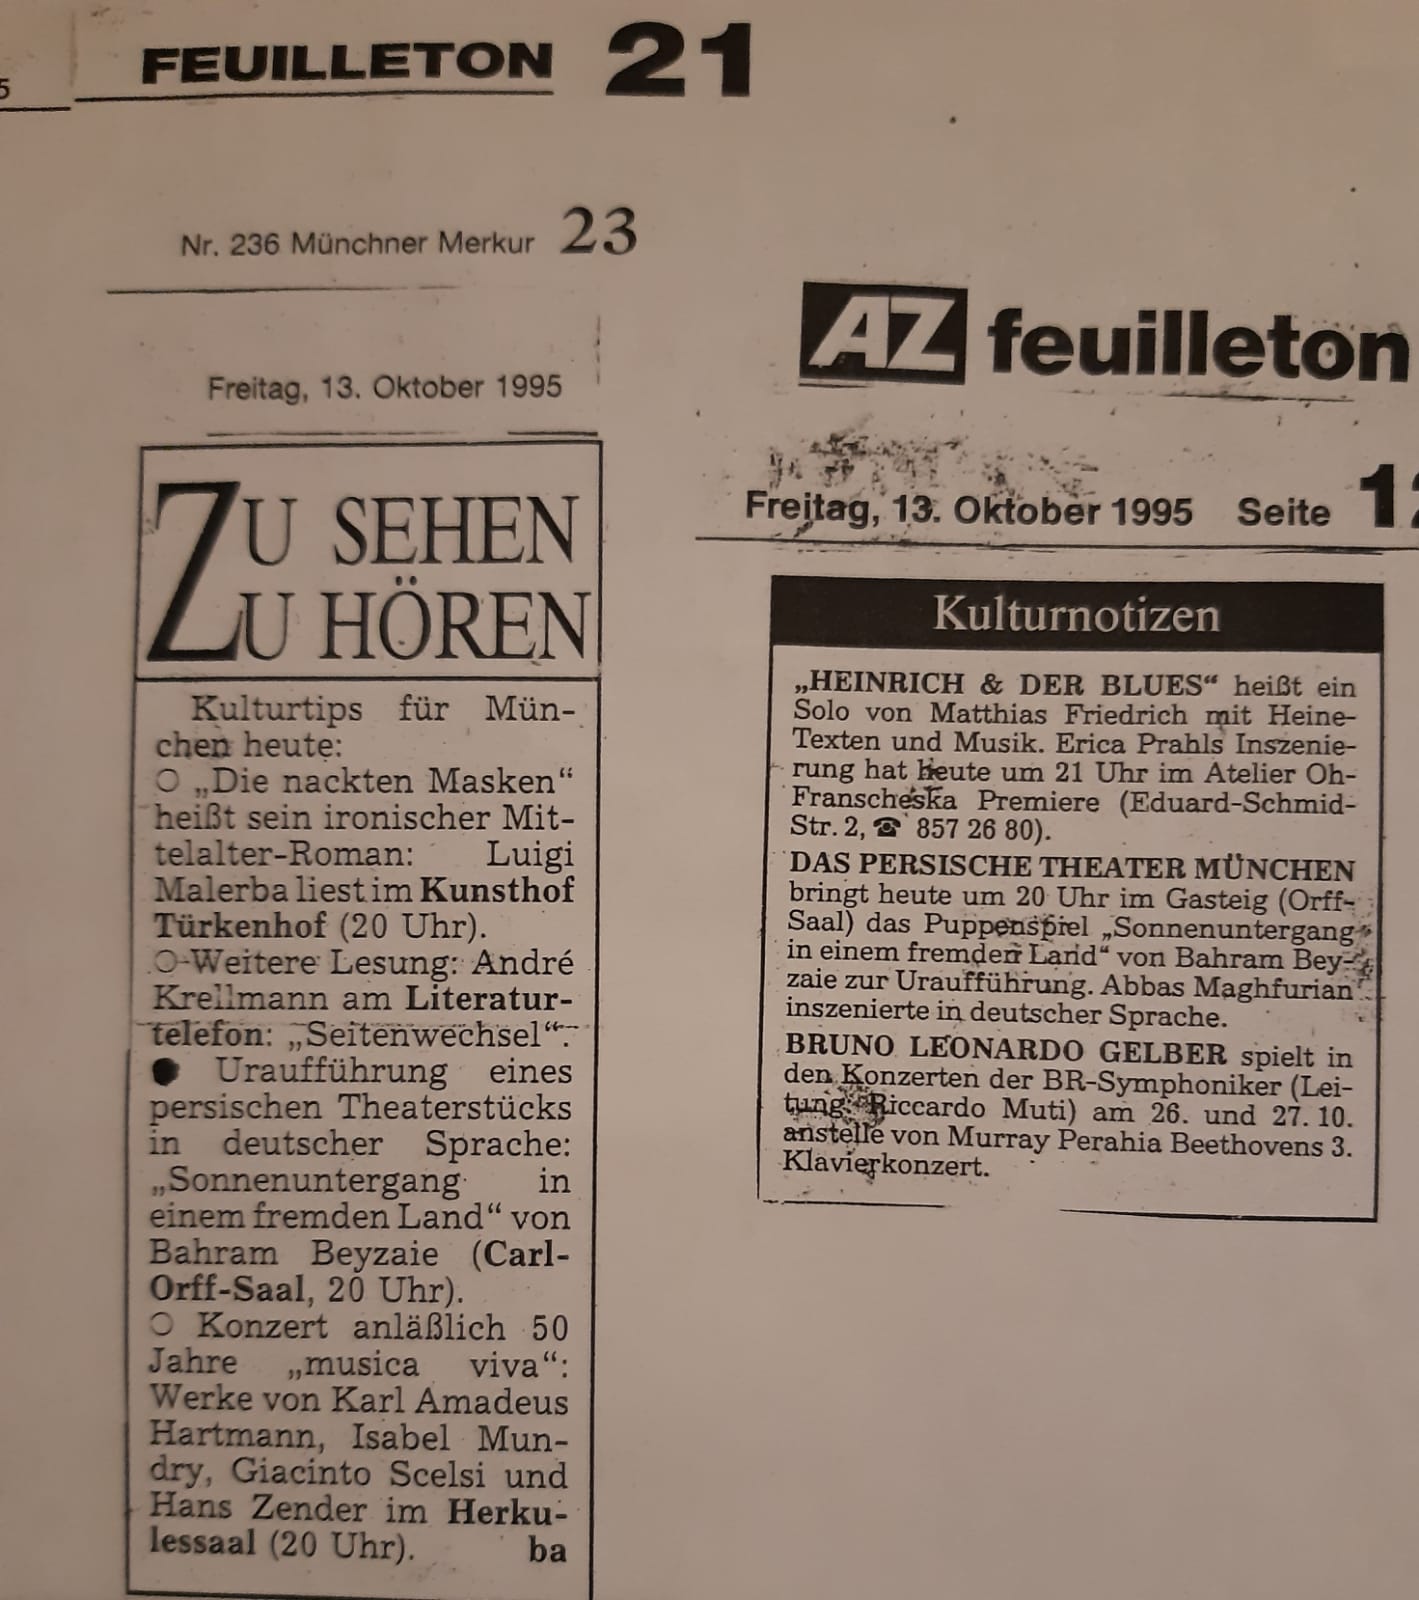 5
FEUILLETON 21
Nr. 236 Münchner Merkur 23
Freitag, 13. Oktober 1995
ZU SEHEN
ZU HÖREN
Kulturtips für Mün-
chen heute:
○ „Die nackten Masken“
heißt sein ironischer Mit-
telalter-Roman: Luigi
Malerba liest im Kunsthof
Türkenhof (20 Uhr).
○ Weitere Lesung: André
Krellmann am Literatur-
telefon: „Seitenwechsel“.
● Uraufführung eines
persischen Theaterstücks
in deutscher Sprache:
„Sonnenuntergang in
einem fremden Land“ von
Bahram Beyzaie (Carl-
Orff-Saal, 20 Uhr).
○ Konzert anläßlich 50
Jahre „musica viva“:
Werke von Karl Amadeus
Hartmann, Isabel Mun-
dry, Giacinto Scelsi und
Hans Zender im Herku-
lessaal (20 Uhr). ba
AZ feuilleton
Freitag, 13. Oktober 1995 Seite 12
Kulturnotizen
„HEINRICH & DER BLUES“ heißt ein
Solo von Matthias Friedrich mit Heine-
Texten und Musik. Erica Prahls Inszenie-
rung hat heute um 21 Uhr im Atelier Oh-
Franscheska Premiere (Eduard-Schmid-
Str. 2, ☎ 857 26 80).
DAS PERSISCHE THEATER MÜNCHEN
bringt heute um 20 Uhr im Gasteig (Orff-
Saal) das Puppenspiel „Sonnenuntergang
in einem fremden Land“ von Bahram Bey-
zaie zur Uraufführung. Abbas Maghfurian
inszenierte in deutscher Sprache.
BRUNO LEONARDO GELBER spielt in
den Konzerten der BR-Symphoniker (Lei-
tung: Riccardo Muti) am 26. und 27. 10.
anstelle von Murray Perahia Beethovens 3.
Klavierkonzert.